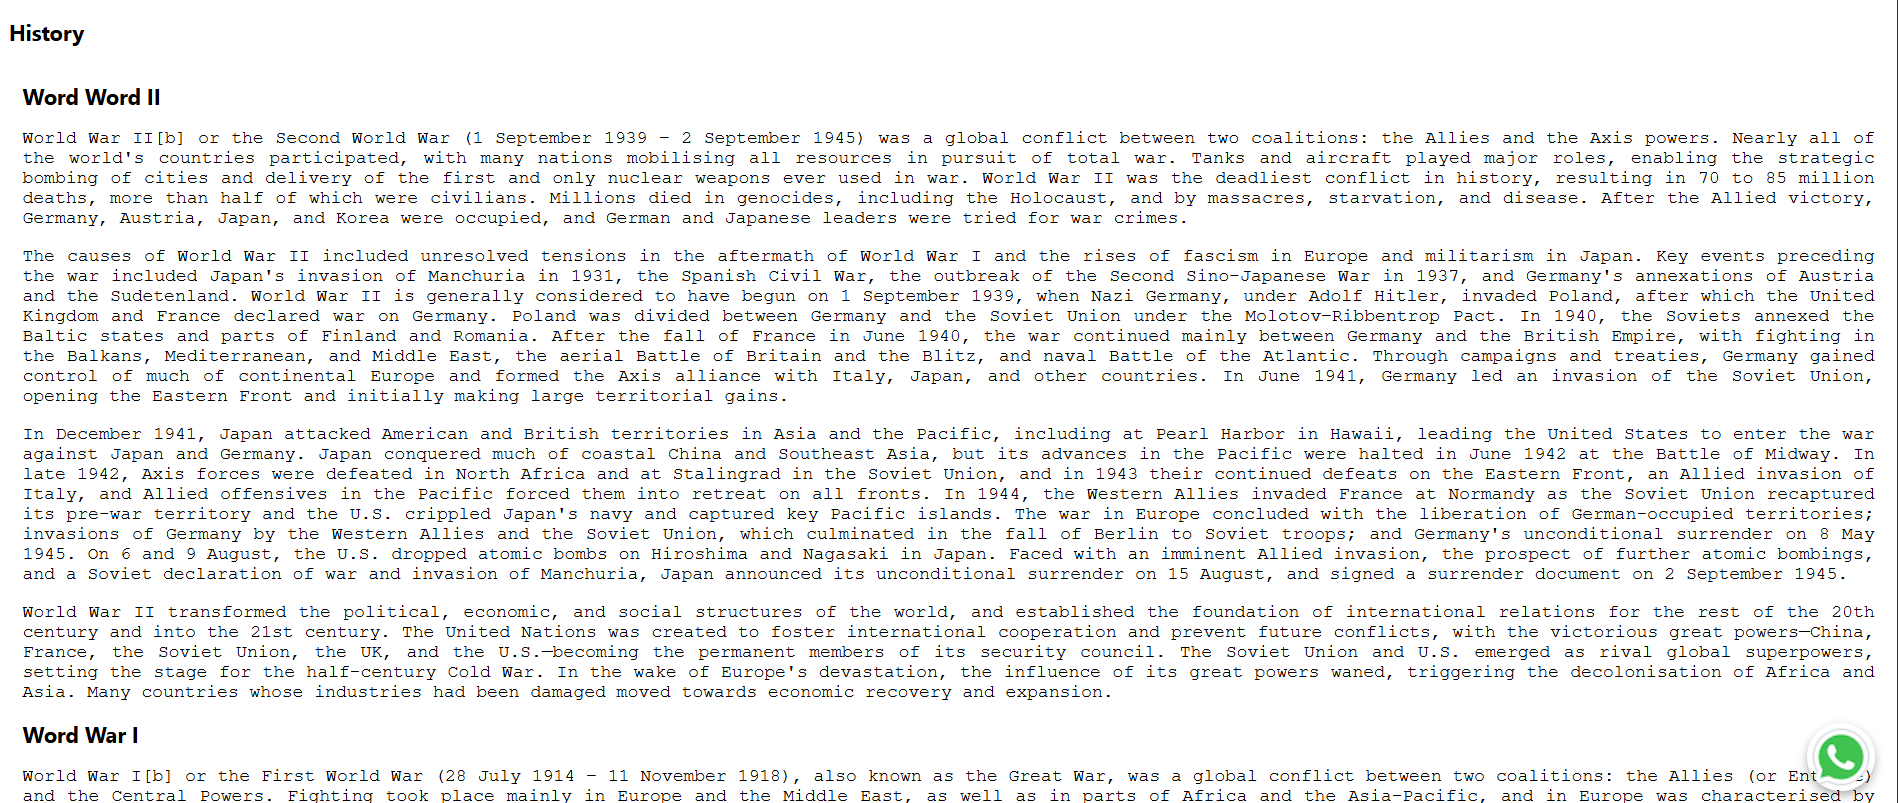 History
Word Word II
World War II[b] or the Second World War (1 September 1939 – 2 September 1945) was a global conflict between two coalitions: the Allies and the Axis powers. Nearly all of
the world's countries participated, with many nations mobilising all resources in pursuit of total war. Tanks and aircraft played major roles, enabling the strategic
bombing of cities and delivery of the first and only nuclear weapons ever used in war. World War II was the deadliest conflict in history, resulting in 70 to 85 million
deaths, more than half of which were civilians. Millions died in genocides, including the Holocaust, and by massacres, starvation, and disease. After the Allied victory,
Germany, Austria, Japan, and Korea were occupied, and German and Japanese leaders were tried for war crimes.
The causes of World War II included unresolved tensions in the aftermath of World War I and the rises of fascism in Europe and militarism in Japan. Key events preceding
the war included Japan's invasion of Manchuria in 1931, the Spanish Civil War, the outbreak of the Second Sino-Japanese War in 1937, and Germany's annexations of Austria
and the Sudetenland. World War II is generally considered to have begun on 1 September 1939, when Nazi Germany, under Adolf Hitler, invaded Poland, after which the United
Kingdom and France declared war on Germany. Poland was divided between Germany and the Soviet Union under the Molotov–Ribbentrop Pact. In 1940, the Soviets annexed the
Baltic states and parts of Finland and Romania. After the fall of France in June 1940, the war continued mainly between Germany and the British Empire, with fighting in
the Balkans, Mediterranean, and Middle East, the aerial Battle of Britain and the Blitz, and naval Battle of the Atlantic. Through campaigns and treaties, Germany gained
control of much of continental Europe and formed the Axis alliance with Italy, Japan, and other countries. In June 1941, Germany led an invasion of the Soviet Union,
opening the Eastern Front and initially making large territorial gains.
In December 1941, Japan attacked American and British territories in Asia and the Pacific, including at Pearl Harbor in Hawaii, leading the United States to enter the war
against Japan and Germany. Japan conquered much of coastal China and Southeast Asia, but its advances in the Pacific were halted in June 1942 at the Battle of Midway. In
late 1942, Axis forces were defeated in North Africa and at Stalingrad in the Soviet Union, and in 1943 their continued defeats on the Eastern Front, an Allied invasion of
Italy, and Allied offensives in the Pacific forced them into retreat on all fronts. In 1944, the Western Allies invaded France at Normandy as the Soviet Union recaptured
its pre-war territory and the U.S. crippled Japan's navy and captured key Pacific islands. The war in Europe concluded with the liberation of German-occupied territories;
invasions of Germany by the Western Allies and the Soviet Union, which culminated in the fall of Berlin to Soviet troops; and Germany's unconditional surrender on 8 May
1945. On 6 and 9 August, the U.S. dropped atomic bombs on Hiroshima and Nagasaki in Japan. Faced with an imminent Allied invasion, the prospect of further atomic bombings,
and a Soviet declaration of war and invasion of Manchuria, Japan announced its unconditional surrender on 15 August, and signed a surrender document on 2 September 1945.
World War II transformed the political, economic, and social structures of the world, and established the foundation of international relations for the rest of the 20th
century and into the 21st century. The United Nations was created to foster international cooperation and prevent future conflicts, with the victorious great powers—China,
France, the Soviet Union, the UK, and the U.S.—becoming the permanent members of its security council. The Soviet Union and U.S. emerged as rival global superpowers,
setting the stage for the half-century Cold War. In the wake of Europe's devastation, the influence of its great powers waned, triggering the decolonisation of Africa and
Asia. Many countries whose industries had been damaged moved towards economic recovery and expansion.
Word War I
World War I[b] or the First World War (28 July 1914 – 11 November 1918), also known as the Great War, was a global conflict between two coalitions: the Allies (or
and the Central Powers. Fighting took place mainly in Europe and the Middle East, as well as in parts of Africa and the Asia-Pacific, and in Europe was characterised by